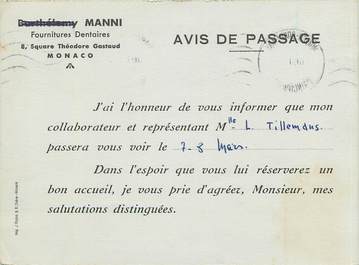 Barthélemy MANNI
Fournitures Dentaires
8, Square Théodore Gastaud
MONACO
AVIS DE PASSAGE
J'ai l'honneur de vous informer que mon
collaborateur et représentant Mlle L. Tillemans
passera vous voir le 7-8 Mars.
Dans l'espoir que vous lui réserverez un
bon accueil, je vous prie d'agréer, Monsieur, mes
salutations distinguées.